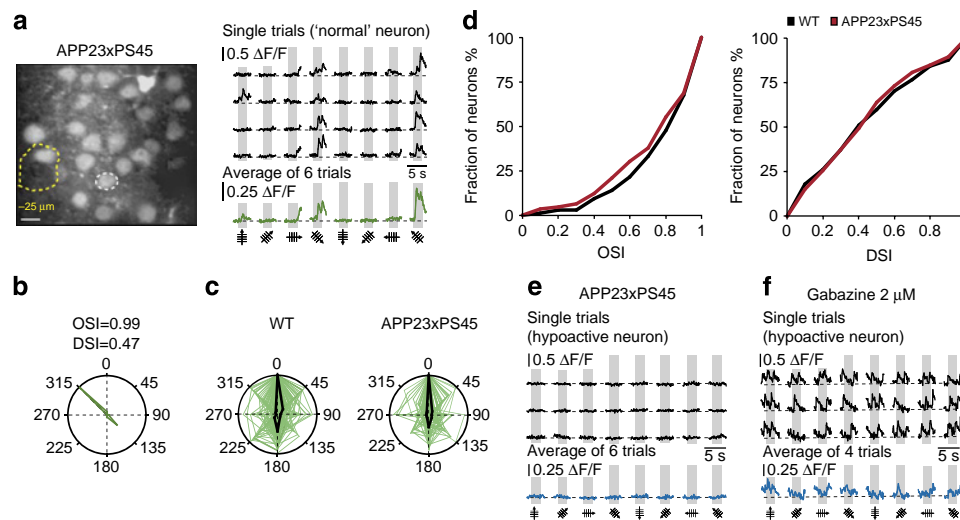 a
APP23xPS45
−25 μm
Single trials ('normal' neuron)
0.5 ΔF/F
5 s
Average of 6 trials
0.25 ΔF/F
b
OSI=0.99
DSI=0.47
0
315 45
270 90
225 135
180
c
WT
0
315 45
270 90
225 135
180
APP23xPS45
0
315 45
270 90
225 135
180
d
WT APP23xPS45
Fraction of neurons %
100
75
50
25
0
0 0.2 0.4 0.6 0.8 1
OSI
Fraction of neurons %
100
75
50
25
0
0 0.2 0.4 0.6 0.8
DSI
e
APP23xPS45
Single trials
(hypoactive neuron)
0.5 ΔF/F
Average of 6 trials
5 s
0.25 ΔF/F
f
Gabazine 2 μM
Single trials
(hypoactive neuron)
0.5 ΔF/F
Average of 4 trials
5 s
0.25 ΔF/F